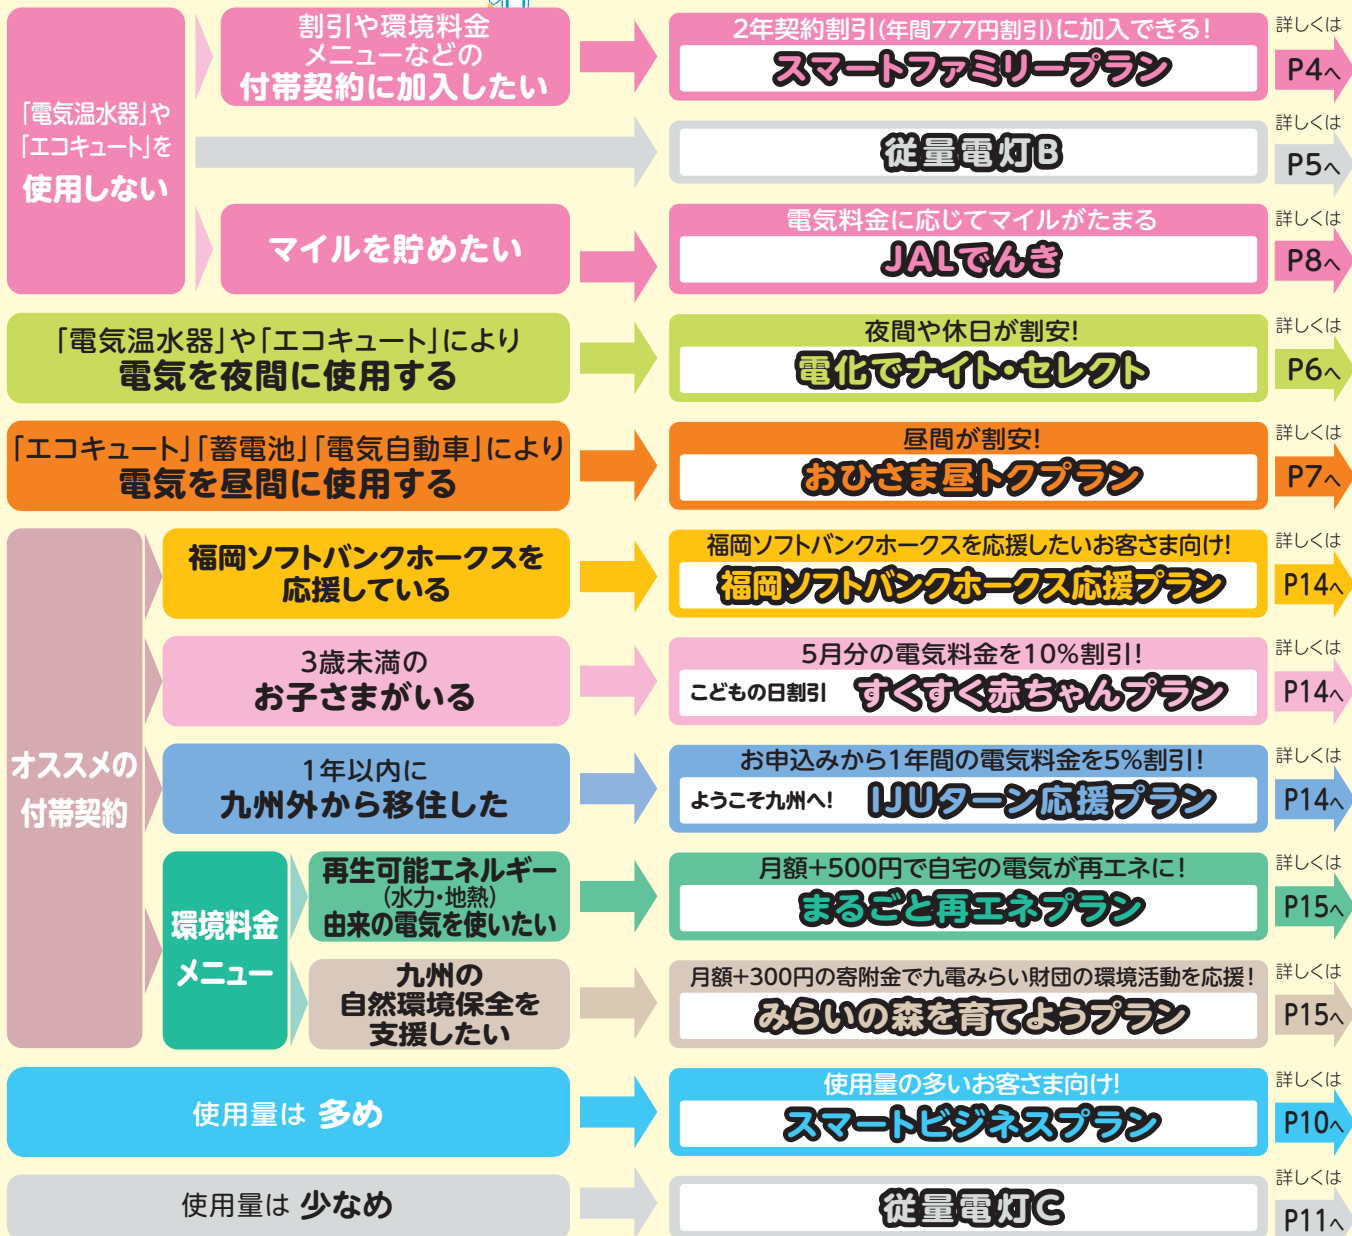 「電気温水器」や
「エコキュート」を
使用しない
割引や環境料金
メニューなどの
付帯契約に加入したい
2年契約割引(年間777円割引)に加入できる!
スマートファミリープラン
詳しくは
P4へ
従量電灯B
詳しくは
P5へ
マイルを貯めたい
電気料金に応じてマイルがたまる
JALでんき
詳しくは
P8へ
「電気温水器」や「エコキュート」により
電気を夜間に使用する
夜間や休日が割安!
電化でナイト・セレクト
詳しくは
P6へ
「エコキュート」「蓄電池」「電気自動車」により
電気を昼間に使用する
昼間が割安!
おひさま昼トクプラン
詳しくは
P7へ
オススメの
付帯契約
福岡ソフトバンクホークスを
応援している
福岡ソフトバンクホークスを応援したいお客さま向け!
福岡ソフトバンクホークス応援プラン
詳しくは
P14へ
3歳未満の
お子さまがいる
5月分の電気料金を10%割引!
こどもの日割引 すくすく赤ちゃんプラン
詳しくは
P14へ
1年以内に
九州外から移住した
お申込みから1年間の電気料金を5%割引!
ようこそ九州へ! IJUターン応援プラン
詳しくは
P14へ
環境料金
メニュー
再生可能エネルギー
(水力・地熱)
由来の電気を使いたい
月額+500円で自宅の電気が再エネに!
まるごと再エネプラン
詳しくは
P15へ
九州の
自然環境保全を
支援したい
月額+300円の寄附金で九電みらい財団の環境活動を応援!
みらいの森を育てようプラン
詳しくは
P15へ
使用量は 多め
使用量の多いお客さま向け!
スマートビジネスプラン
詳しくは
P10へ
使用量は 少なめ
従量電灯C
詳しくは
P11へ